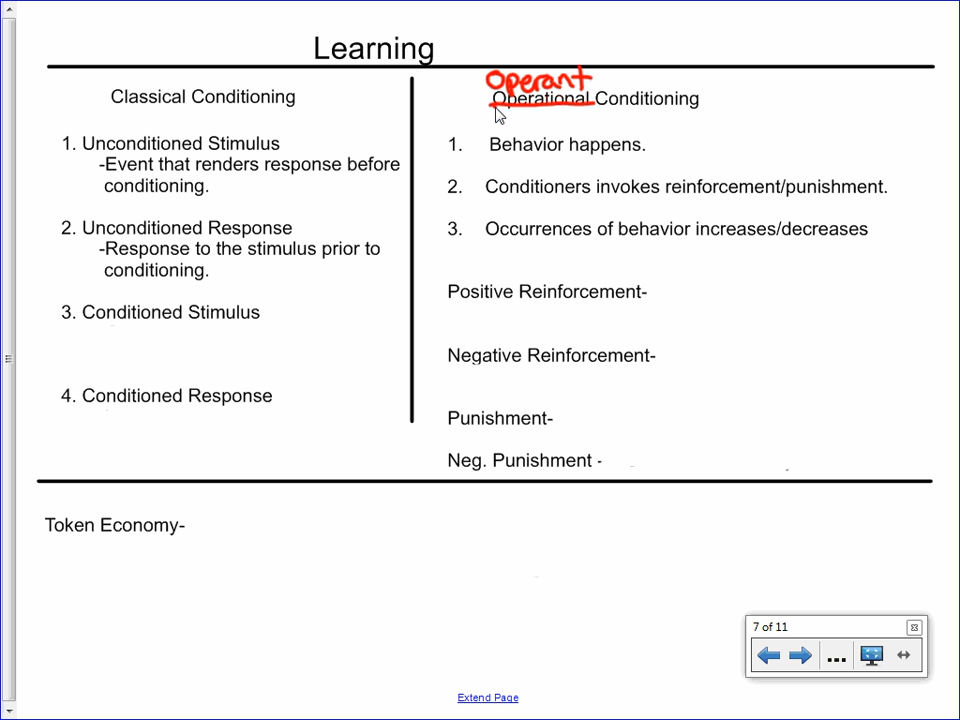 Learning
Classical Conditioning
1. Unconditioned Stimulus
-Event that renders response before
conditioning.
2. Unconditioned Response
-Response to the stimulus prior to
conditioning.
3. Conditioned Stimulus
4. Conditioned Response
Operant
Operational Conditioning
1. Behavior happens.
2. Conditioners invokes reinforcement/punishment.
3. Occurrences of behavior increases/decreases
Positive Reinforcement-
Negative Reinforcement-
Punishment-
Neg. Punishment -
Token Economy-
7 of 11
...
Extend Page